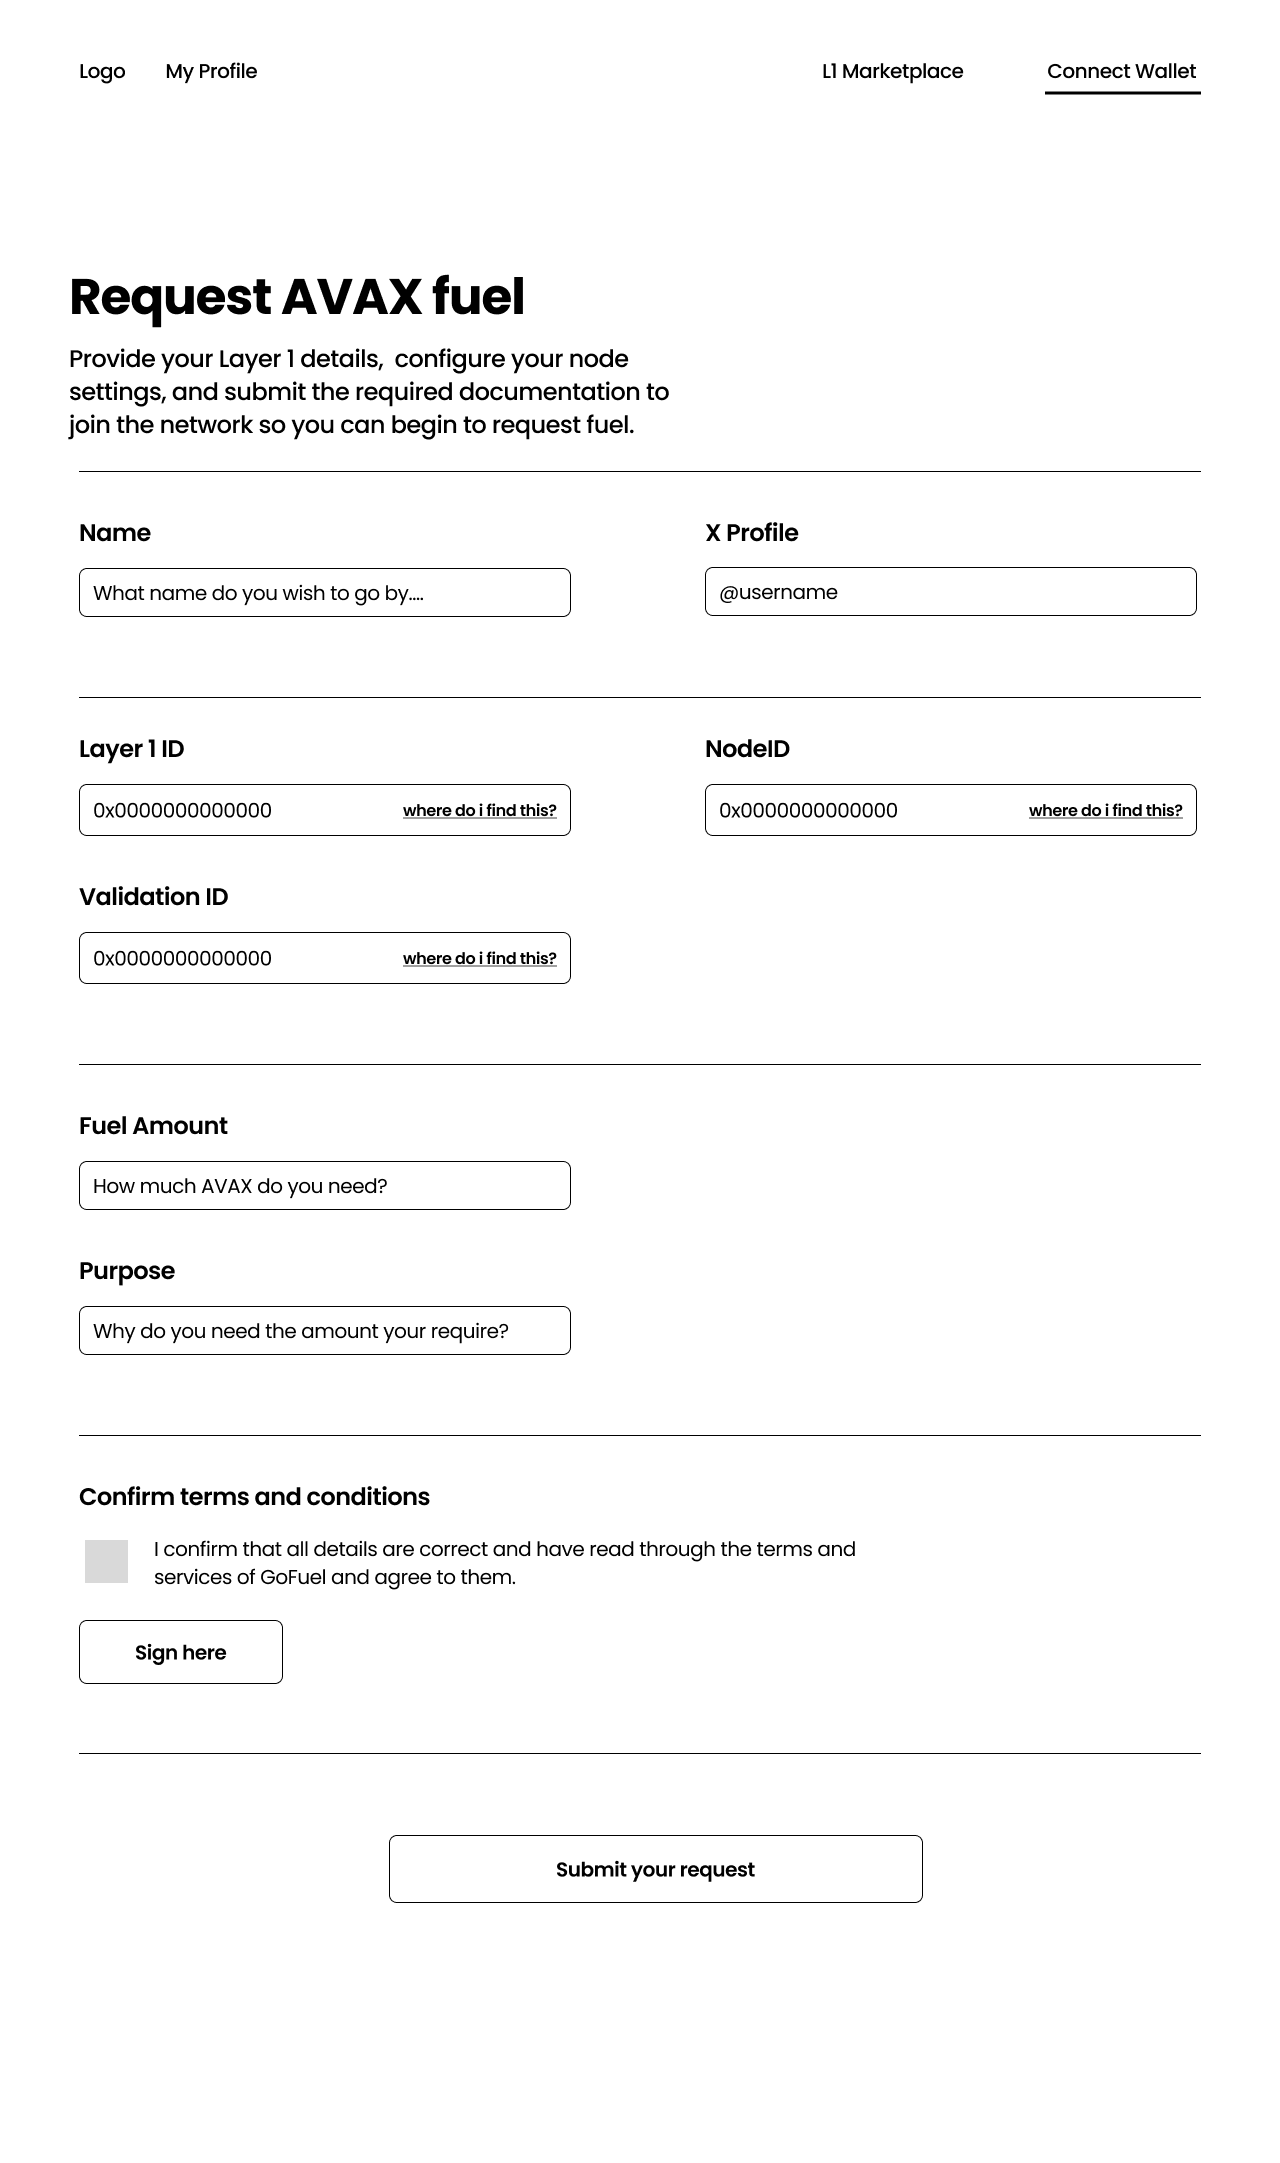 Logo
My Profile
L1 Marketplace
Connect Wallet
Request AVAX fuel
Provide your Layer 1 details,  configure your node
settings, and submit the required documentation to
join the network so you can begin to request fuel.
Name
X Profile
What name do you wish to go by....
@username
Layer 1 ID
NodeID
0x0000000000000
where do i find this?
0x0000000000000
where do i find this?
Validation ID
0x0000000000000
where do i find this?
Fuel Amount
How much AVAX do you need?
Purpose
Why do you need the amount your require?
Confirm terms and conditions
I confirm that all details are correct and have read through the terms and
services of GoFuel and agree to them.
Sign here
Submit your request